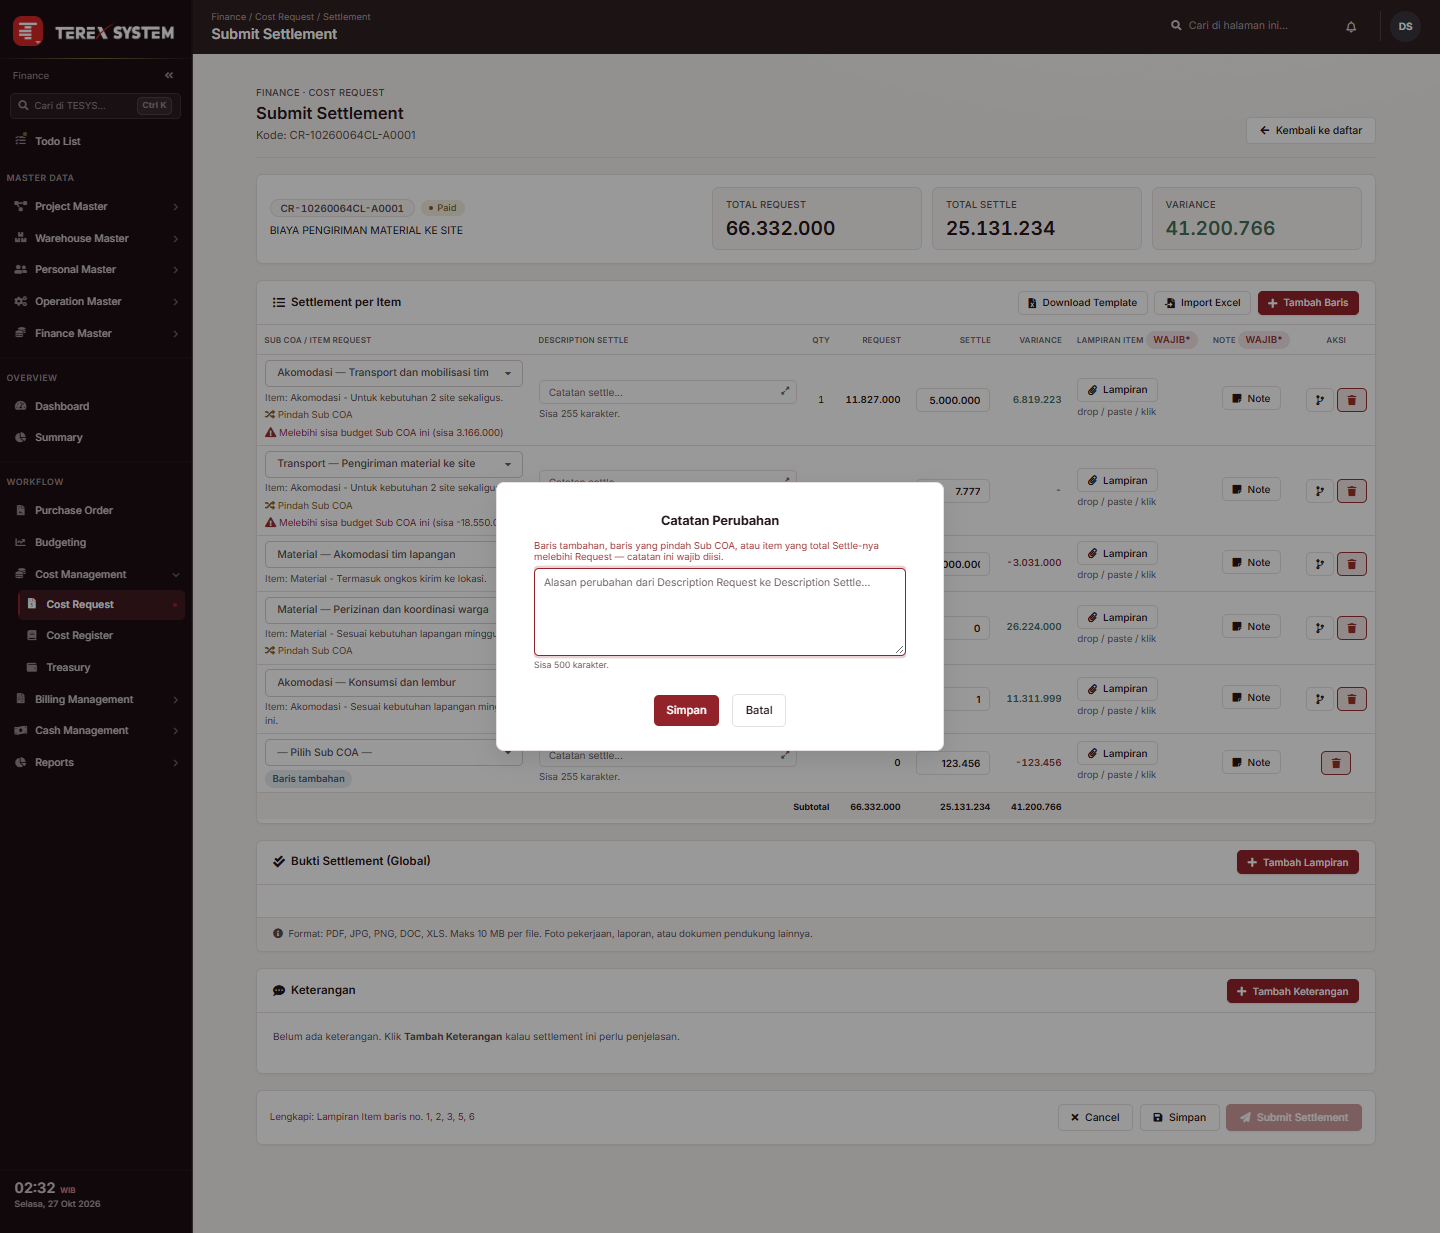 TEREX SYSTEM
Finance
Cari di TESYS...
Ctrl K
Todo List
MASTER DATA
Project Master
Warehouse Master
Personal Master
Operation Master
Finance Master
OVERVIEW
Dashboard
Summary
WORKFLOW
Purchase Order
Budgeting
Cost Management
Cost Request
Cost Register
Treasury
Billing Management
Cash Management
Reports
02:32 WIB
Selasa, 27 Okt 2026
Finance / Cost Request / Settlement
Submit Settlement
Cari di halaman ini...
DS
FINANCE · COST REQUEST
Submit Settlement
Kode: CR-10260064CL-A0001
Kembali ke daftar
CR-10260064CL-A0001
Paid
BIAYA PENGIRIMAN MATERIAL KE SITE
TOTAL REQUEST
66.332.000
TOTAL SETTLE
25.131.234
VARIANCE
41.200.766
Settlement per Item
Download Template
Import Excel
Tambah Baris
SUB COA / ITEM REQUEST DESCRIPTION SETTLE QTY REQUEST SETTLE VARIANCE LAMPIRAN ITEM WAJIB* NOTE WAJIB* AKSI
Akomodasi — Transport dan mobilisasi tim
Item: Akomodasi - Untuk kebutuhan 2 site sekaligus.
Pindah Sub COA
Melebihi sisa budget Sub COA ini (sisa 3.166.000)
Catatan settle...
Sisa 255 karakter.
1 11.827.000 5.000.000 6.819.223
Lampiran
drop / paste / klik
Note
Transport — Pengiriman material ke site
Item: Akomodasi - Untuk kebutuhan 2 site sekaligu
Pindah Sub COA
Melebihi sisa budget Sub COA ini (sisa -18.550.0
Catatan settle...
7.777 -
Lampiran
drop / paste / klik
Note
Material — Akomodasi tim lapangan
Item: Material - Termasuk ongkos kirim ke lokasi.
000.000 -3.031.000
Lampiran
drop / paste / klik
Note
Material — Perizinan dan koordinasi warga
Item: Material - Sesuai kebutuhan lapangan minggu
Pindah Sub COA
0 26.224.000
Lampiran
drop / paste / klik
Note
Akomodasi — Konsumsi dan lembur
Item: Akomodasi - Sesuai kebutuhan lapangan min
ini.
1 11.311.999
Lampiran
drop / paste / klik
Note
— Pilih Sub COA —
Baris tambahan
Catatan settle...
Sisa 255 karakter.
0 123.456 -123.456
Lampiran
drop / paste / klik
Note
Subtotal 66.332.000 25.131.234 41.200.766
Catatan Perubahan
Baris tambahan, baris yang pindah Sub COA, atau item yang total Settle-nya
melebihi Request — catatan ini wajib diisi.
Alasan perubahan dari Description Request ke Description Settle...
Sisa 500 karakter.
Simpan
Batal
Bukti Settlement (Global)
Tambah Lampiran
Format: PDF, JPG, PNG, DOC, XLS. Maks 10 MB per file. Foto pekerjaan, laporan, atau dokumen pendukung lainnya.
Keterangan
Tambah Keterangan
Belum ada keterangan. Klik Tambah Keterangan kalau settlement ini perlu penjelasan.
Lengkapi: Lampiran Item baris no. 1, 2, 3, 5, 6
Cancel
Simpan
Submit Settlement